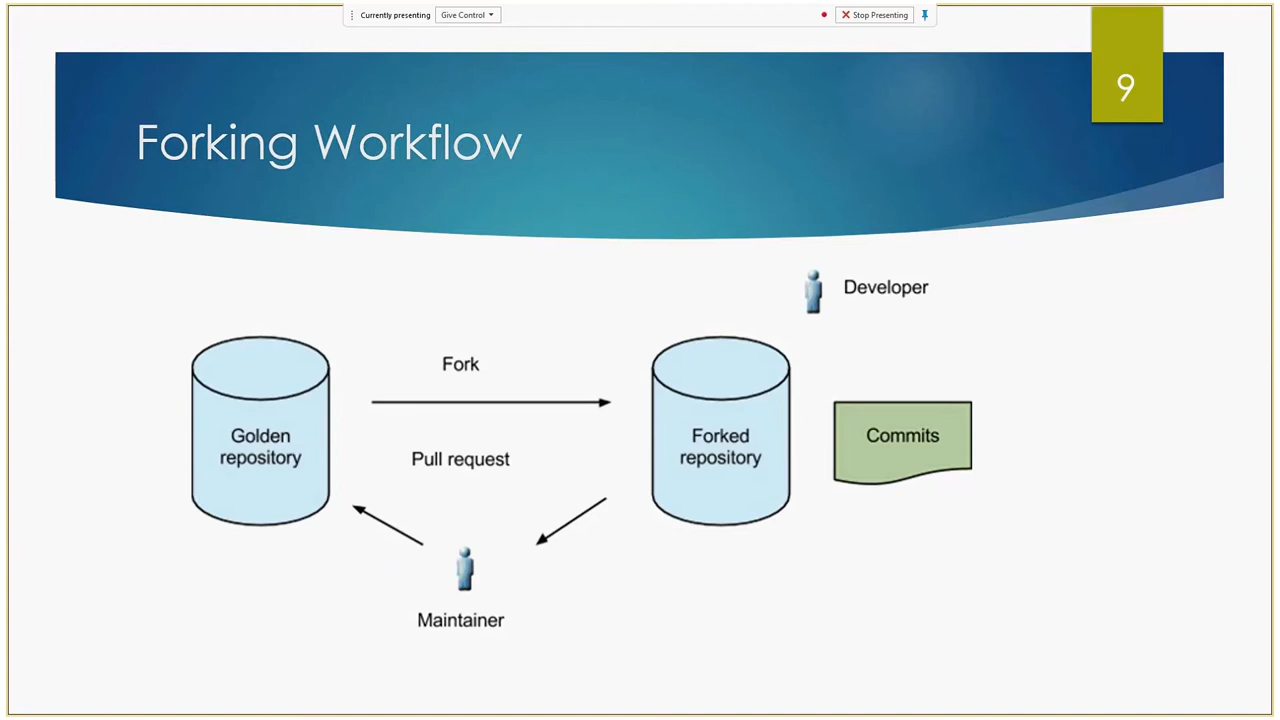 Currently presenting
Give Control
Stop Presenting
9
Forking Workflow
Developer
Fork
Golden
repository
Pull request
Forked
repository
Commits
Maintainer